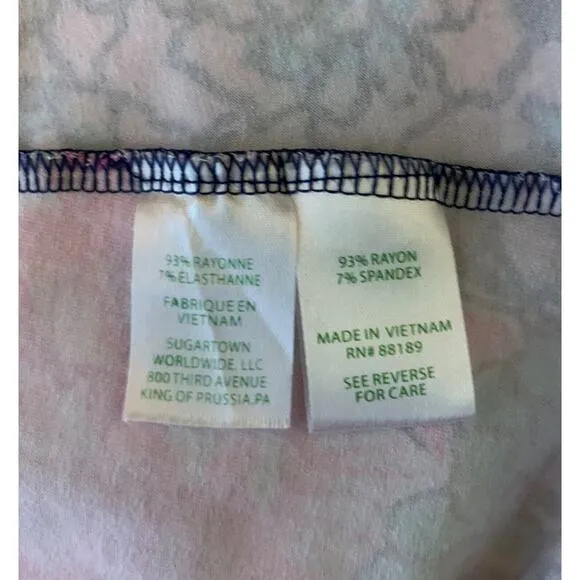 93% RAYONNE
7% ELASTHANNE
FABRIQUE EN
VIETNAM
SUGARTOWN
WORLDWIDE, LLC
800 THIRD AVENUE
KING OF PRUSSIA.PA
93% RAYON
7% SPANDEX
MADE IN VIETNAM
RN# 88189
SEE REVERSE
FOR CARE